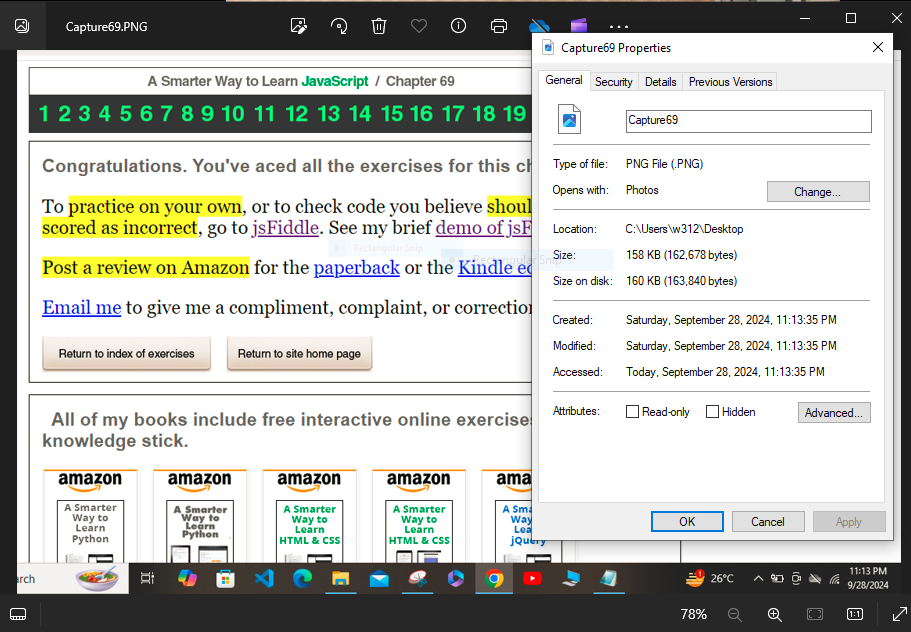 Capture69.PNG
A Smarter Way to Learn JavaScript / Chapter 69
1 2 3 4 5 6 7 8 9 10 11 12 13 14 15 16 17 18 19
Congratulations. You've aced all the exercises for this ch
To practice on your own, or to check code you believe shoul
scored as incorrect, go to jsFiddle. See my brief demo of jsF
Rectangular Snip
Rectangular Snip
Post a review on Amazon for the paperback or the Kindle ed
Email me to give me a compliment, complaint, or correction
Return to index of exercises
Return to site home page
All of my books include free interactive online exercises
knowledge stick.
amazon
A Smarter
Way to
Learn
Python
amazon
A Smarter
Way to
Learn
Python
amazon
A Smarter
Way to
Learn
HTML & CSS
amazon
A Smarter
Way to
Learn
HTML & CSS
ama
A Sma
Way
Lea
jQuery
Capture69 Properties
General Security Details Previous Versions
Capture69
Type of file: PNG File (.PNG)
Opens with: Photos Change...
Location: C:\Users\w312\Desktop
Size: 158 KB (162,678 bytes)
Size on disk: 160 KB (163,840 bytes)
Created: Saturday, September 28, 2024, 11:13:35 PM
Modified: Saturday, September 28, 2024, 11:13:35 PM
Accessed: Today, September 28, 2024, 11:13:35 PM
Attributes: Read-only Hidden Advanced...
OK Cancel Apply
arch
26°C
11:13 PM
9/28/2024
78%
1:1